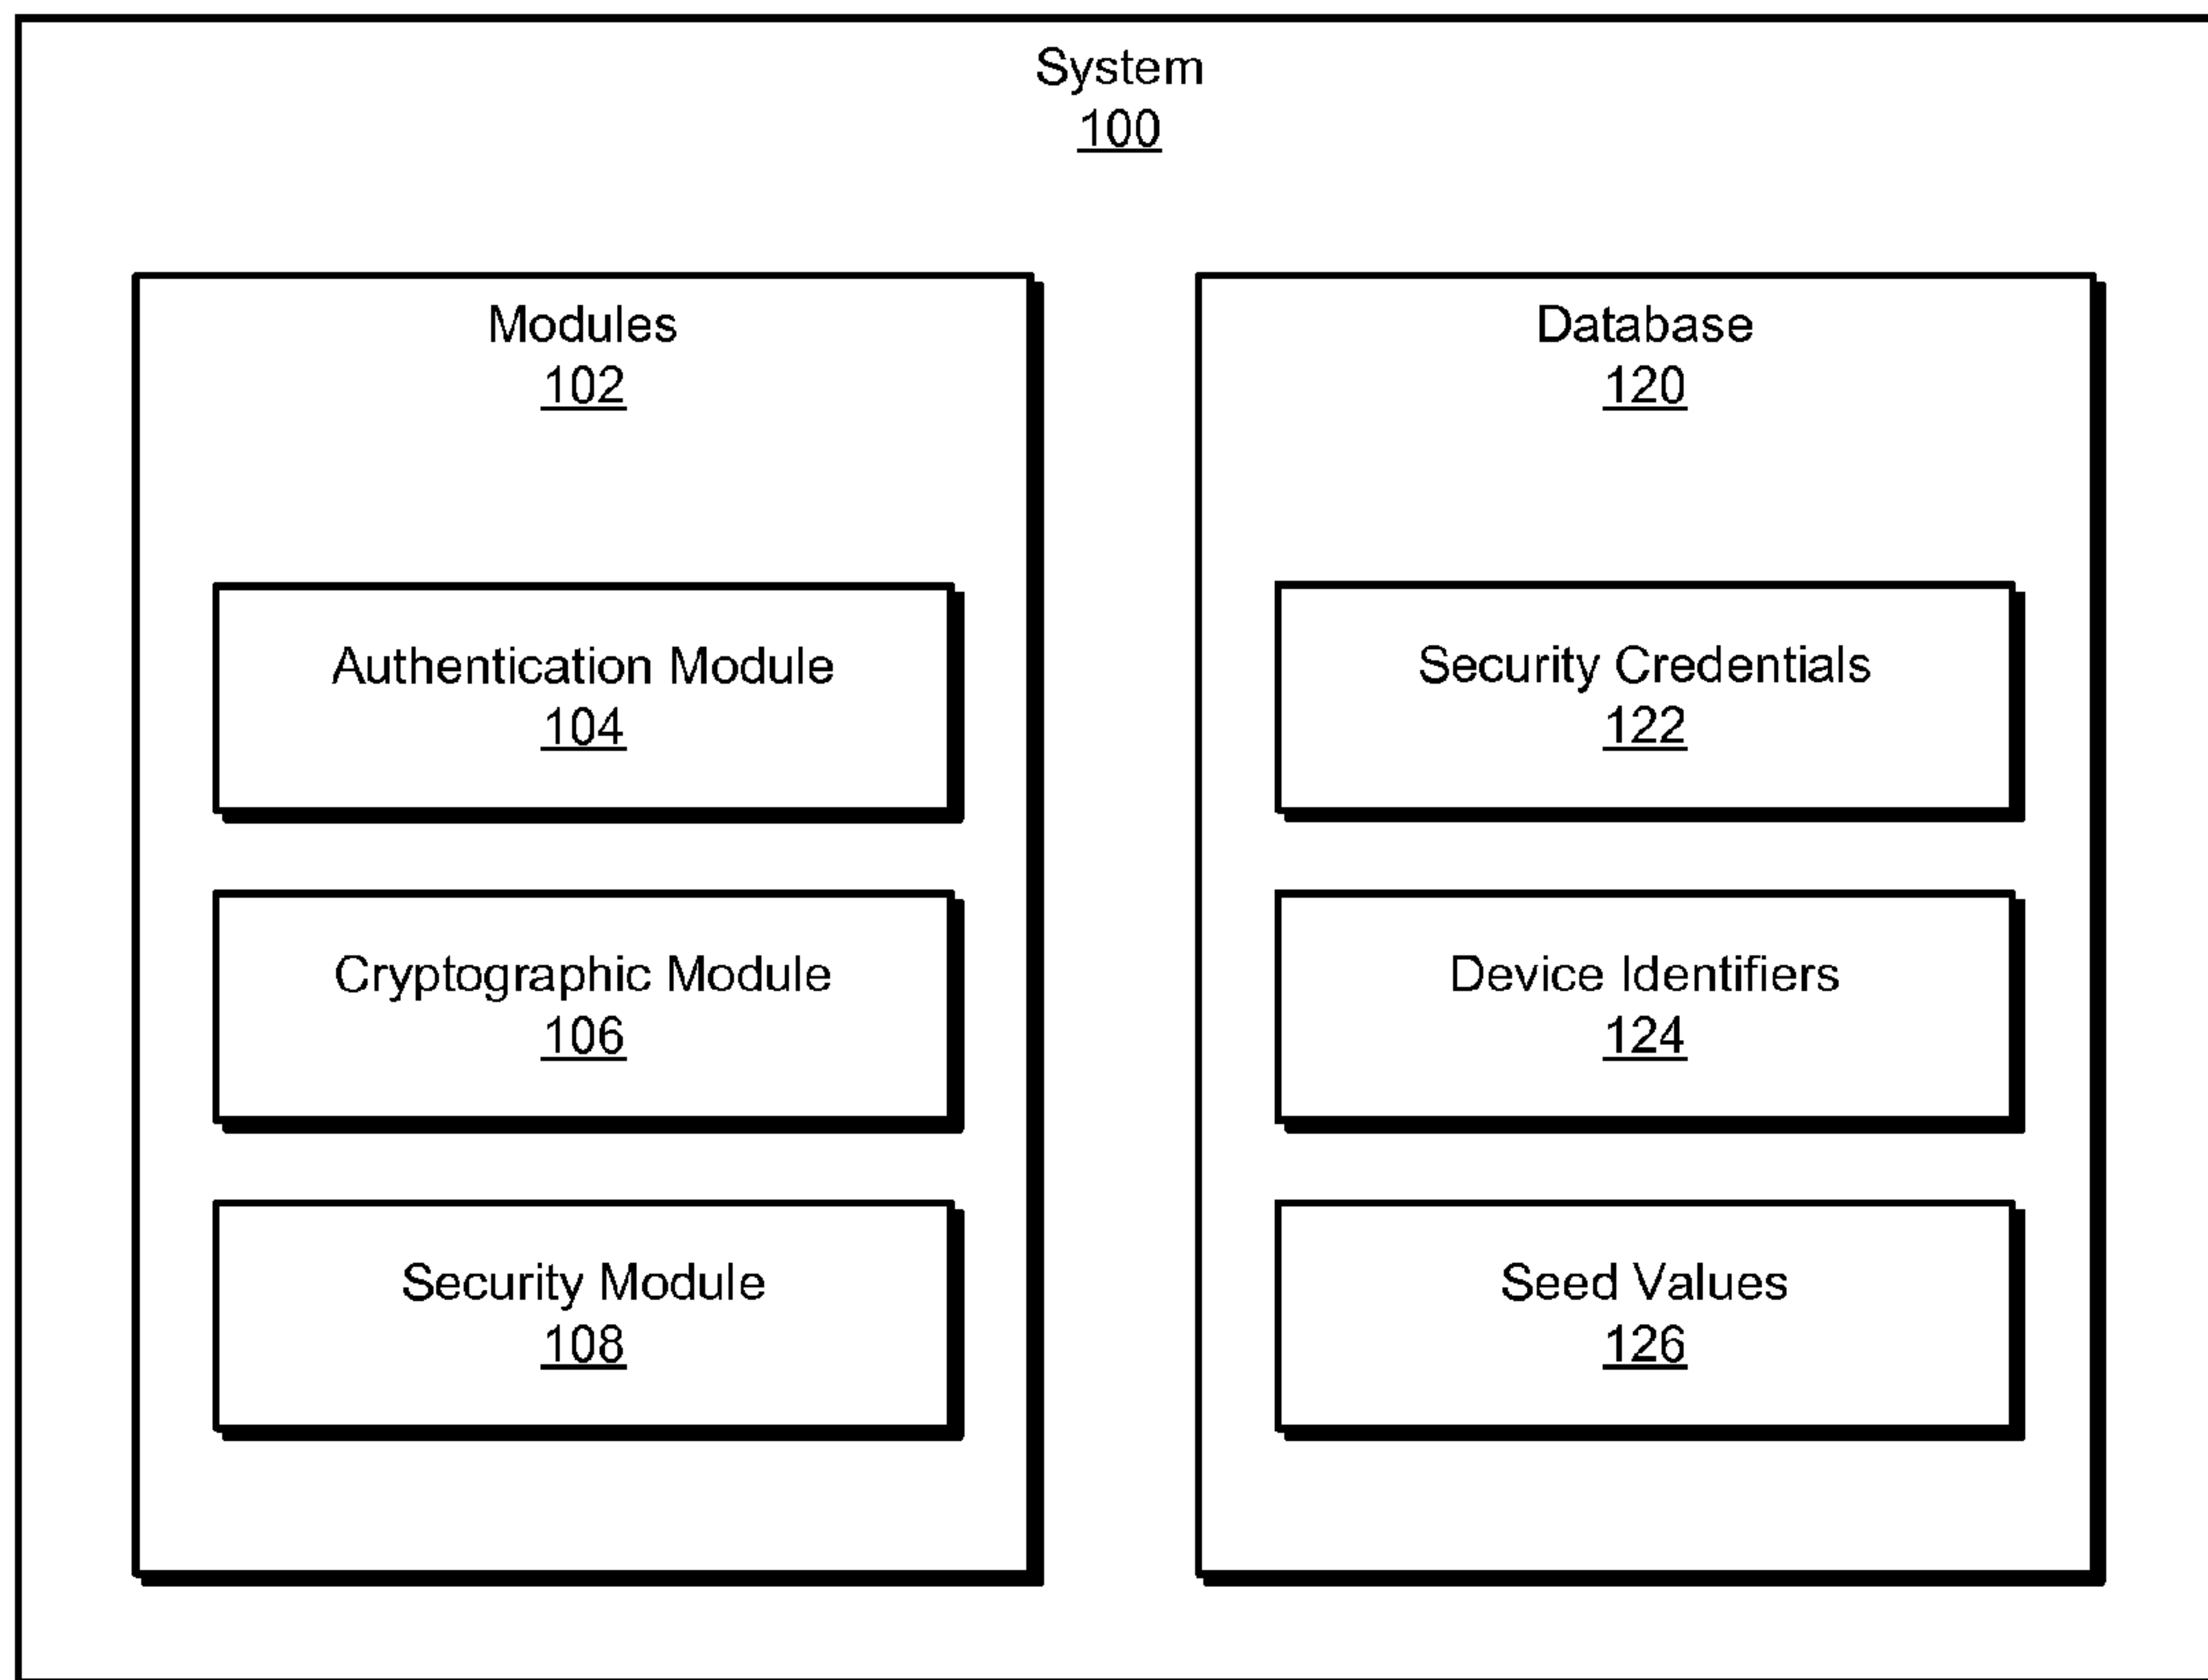 System
100
Modules
102
Authentication Module
104
Cryptographic Module
106
Security Module
108
Database
120
Security Credentials
122
Device Identifiers
124
Seed Values
126